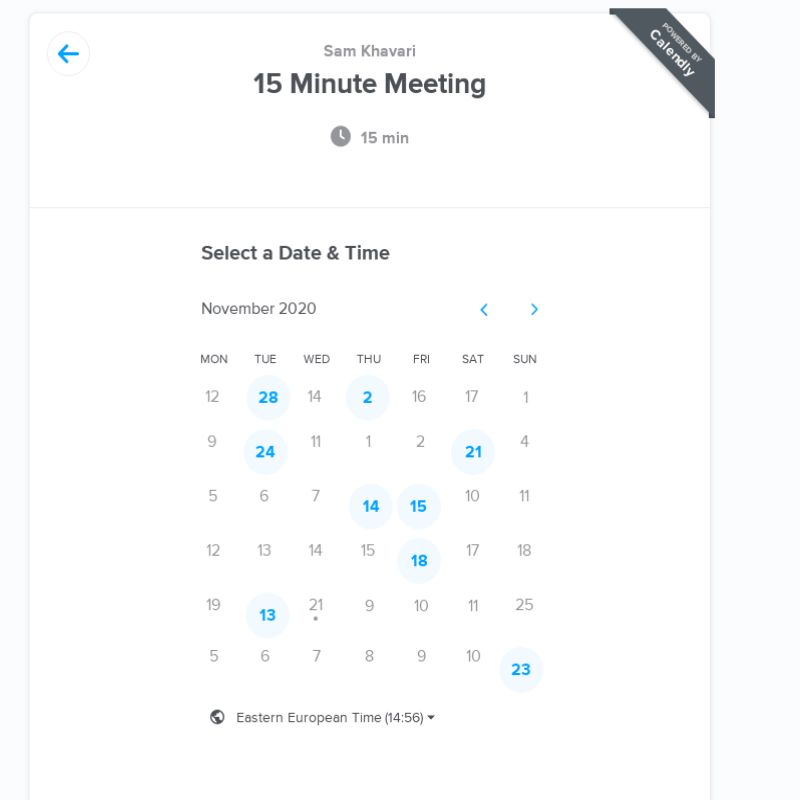 POWERED BY
Calendly
Sam Khavari
15 Minute Meeting
15 min
Select a Date & Time
November 2020
MON TUE WED THU FRI SAT SUN
12 28 14 2 16 17 1
9 24 11 1 2 21 4
5 6 7 14 15 10 11
12 13 14 15 18 17 18
19 13 21 9 10 11 25
5 6 7 8 9 10 23
Eastern European Time (14:56)